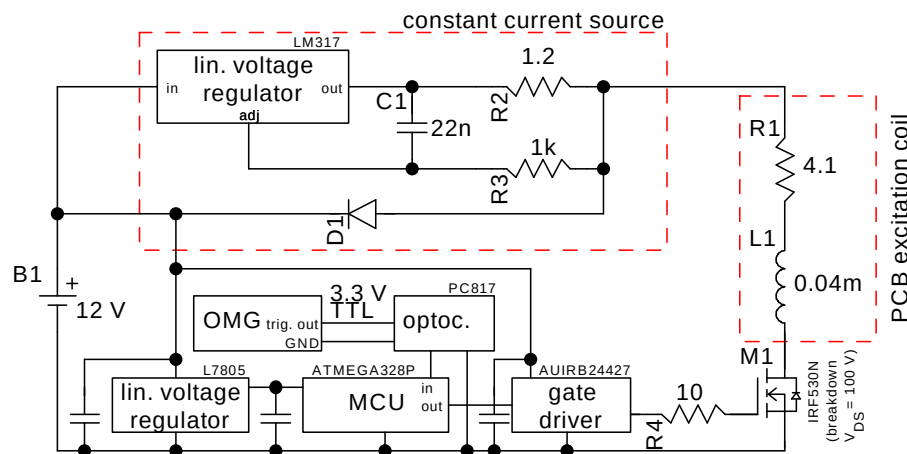 constant current source
LM317
lin. voltage
regulator
in
out
adj
C1
22n
R2
1.2
R3
1k
D1
R1
4.1
L1
0.04m
PCB excitation coil
B1
+
12 V
OMG
trig. out
GND
3.3 V
TTL
PC817
optoc.
L7805
lin. voltage
regulator
ATMEGA328P
MCU
in
out
AUIRB24427
gate
driver
R4
10
M1
IRF530N
(breakdown
VDS = 100 V)